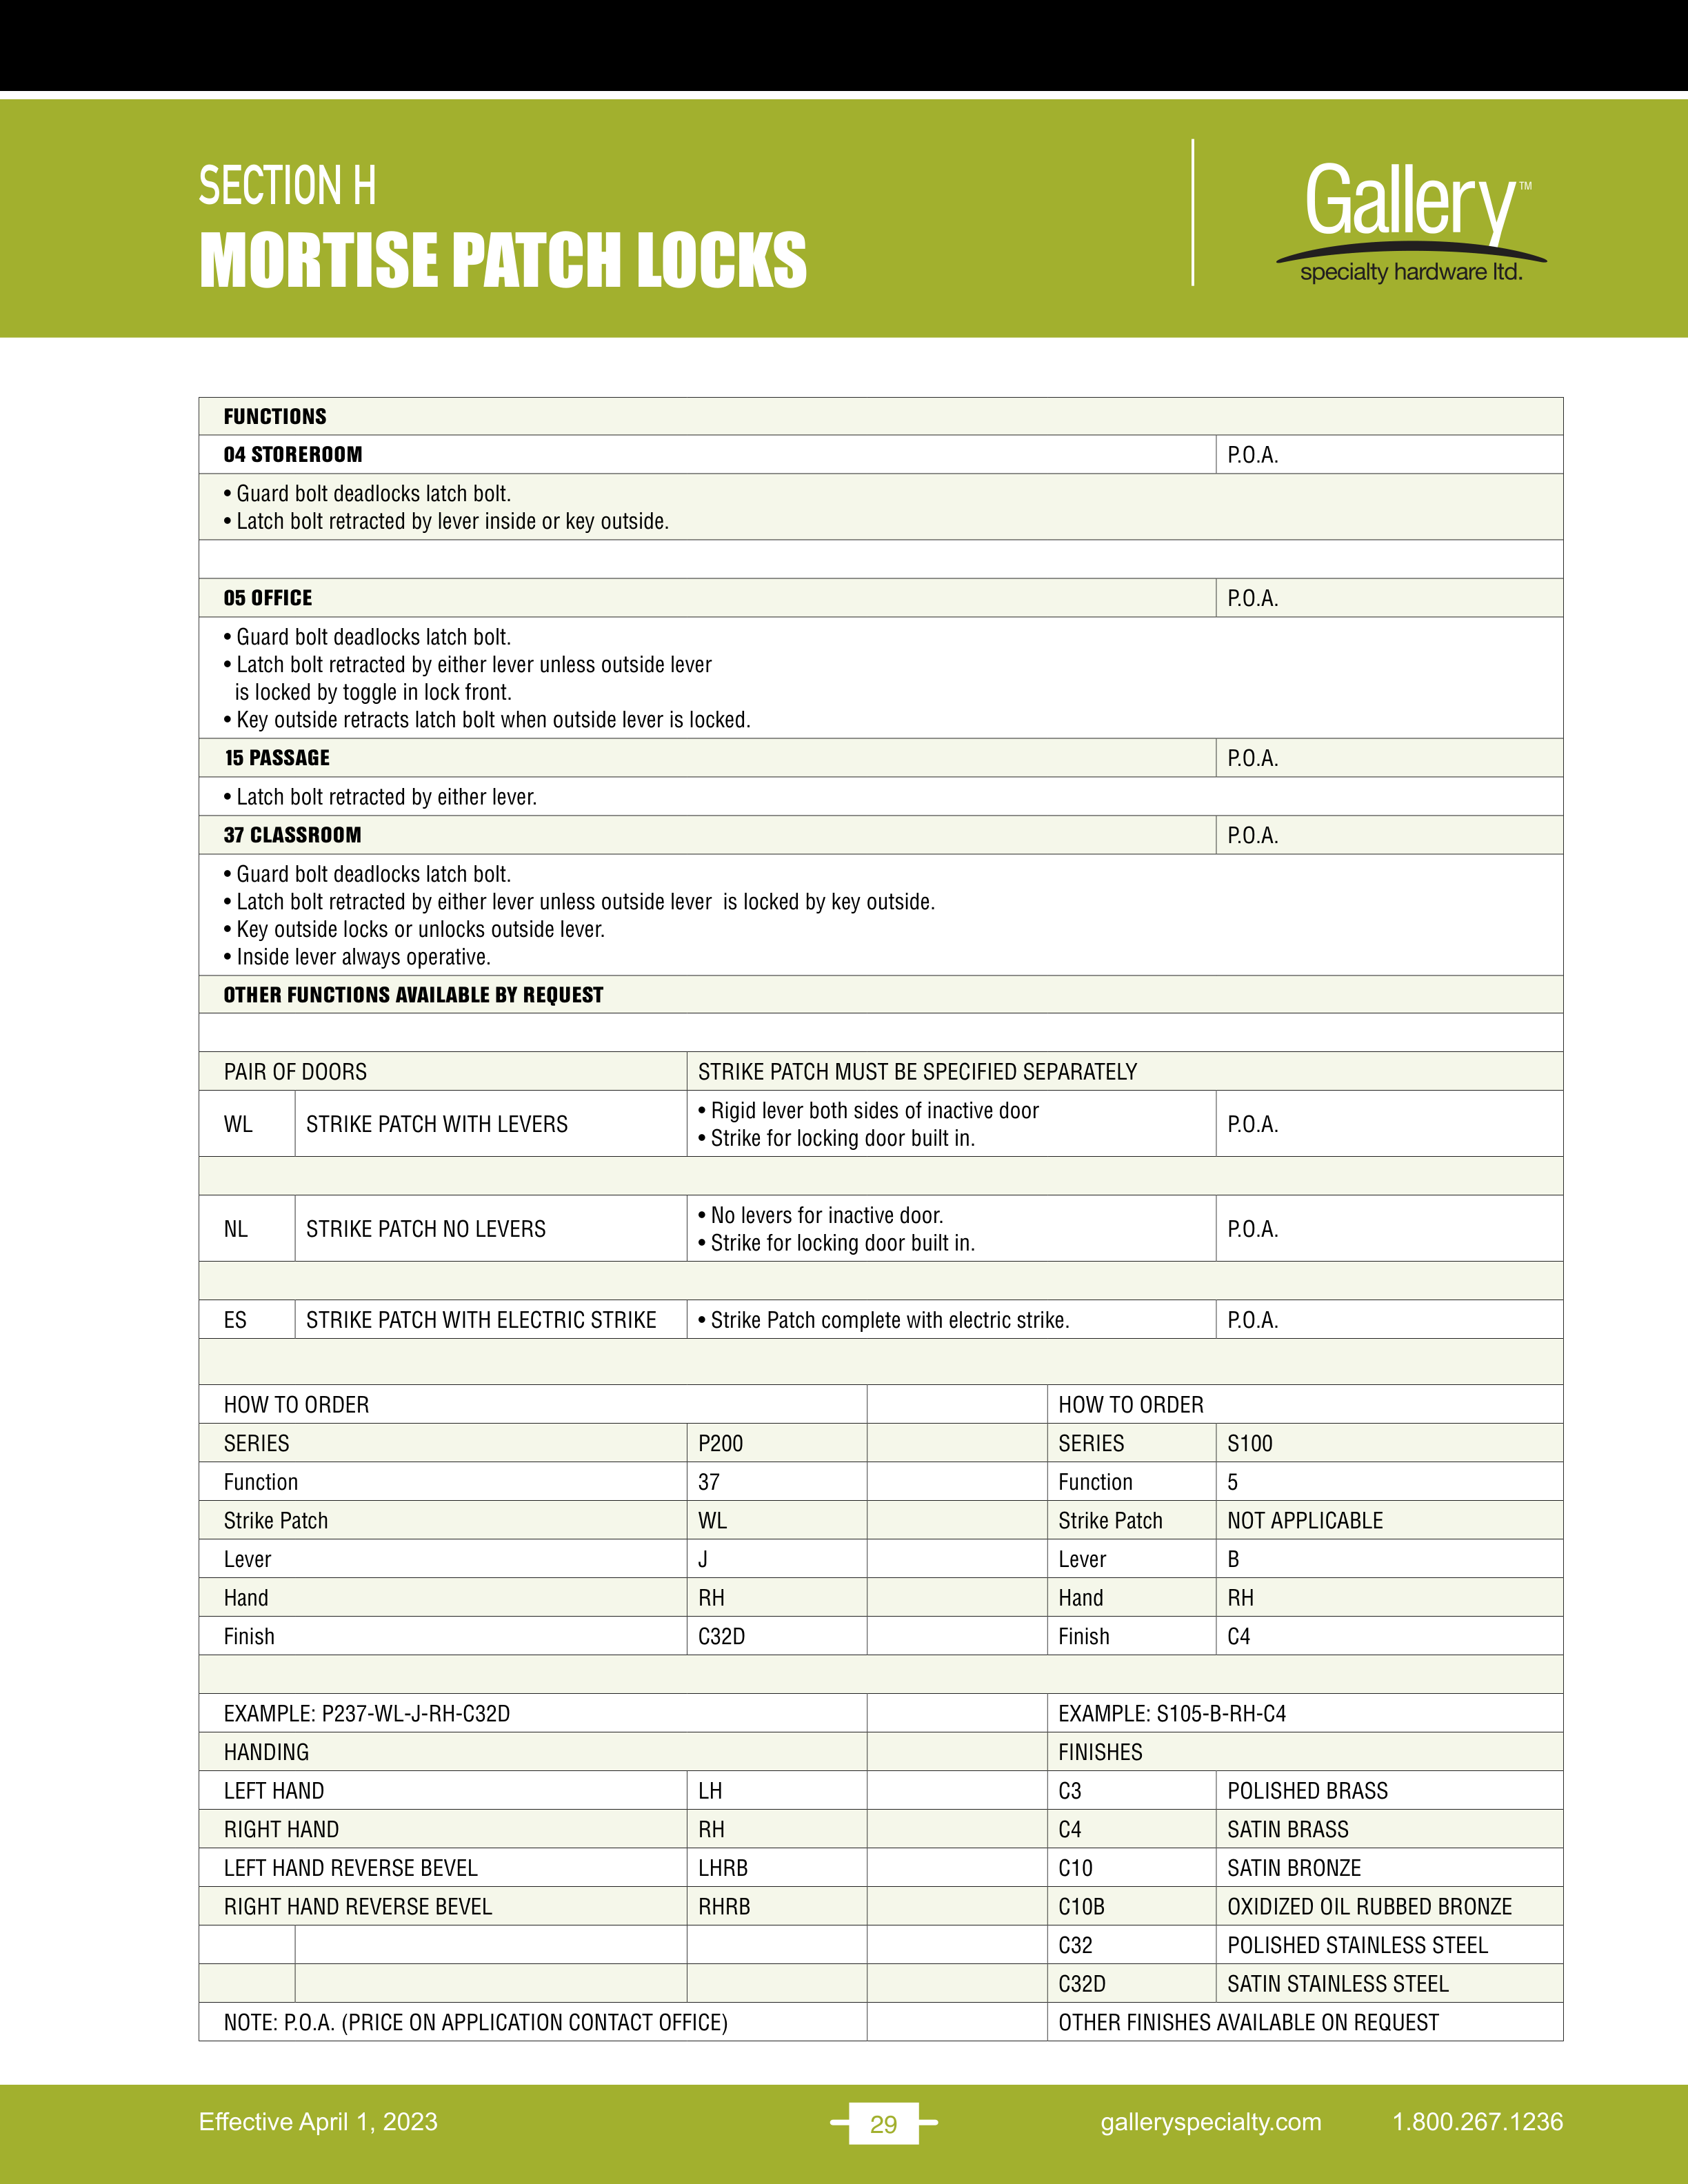 SECTION H
MORTISE PATCH LOCKS
Gallery™
specialty hardware ltd.
FUNCTIONS
04 STOREROOM P.O.A.
• Guard bolt deadlocks latch bolt.
• Latch bolt retracted by lever inside or key outside.
05 OFFICE P.O.A.
• Guard bolt deadlocks latch bolt.
• Latch bolt retracted by either lever unless outside lever
is locked by toggle in lock front.
• Key outside retracts latch bolt when outside lever is locked.
15 PASSAGE P.O.A.
• Latch bolt retracted by either lever.
37 CLASSROOM P.O.A.
• Guard bolt deadlocks latch bolt.
• Latch bolt retracted by either lever unless outside lever is locked by key outside.
• Key outside locks or unlocks outside lever.
• Inside lever always operative.
OTHER FUNCTIONS AVAILABLE BY REQUEST
PAIR OF DOORS STRIKE PATCH MUST BE SPECIFIED SEPARATELY
WL STRIKE PATCH WITH LEVERS
• Rigid lever both sides of inactive door
• Strike for locking door built in.
P.O.A.
NL STRIKE PATCH NO LEVERS
• No levers for inactive door.
• Strike for locking door built in.
P.O.A.
ES STRIKE PATCH WITH ELECTRIC STRIKE • Strike Patch complete with electric strike. P.O.A.
HOW TO ORDER HOW TO ORDER
SERIES P200 SERIES S100
Function 37 Function 5
Strike Patch WL Strike Patch NOT APPLICABLE
Lever J Lever B
Hand RH Hand RH
Finish C32D Finish C4
EXAMPLE: P237-WL-J-RH-C32D EXAMPLE: S105-B-RH-C4
HANDING FINISHES
LEFT HAND LH C3 POLISHED BRASS
RIGHT HAND RH C4 SATIN BRASS
LEFT HAND REVERSE BEVEL LHRB C10 SATIN BRONZE
RIGHT HAND REVERSE BEVEL RHRB C10B OXIDIZED OIL RUBBED BRONZE
C32 POLISHED STAINLESS STEEL
C32D SATIN STAINLESS STEEL
NOTE: P.O.A. (PRICE ON APPLICATION CONTACT OFFICE) OTHER FINISHES AVAILABLE ON REQUEST
Effective April 1, 2023 29 galleryspecialty.com 1.800.267.1236